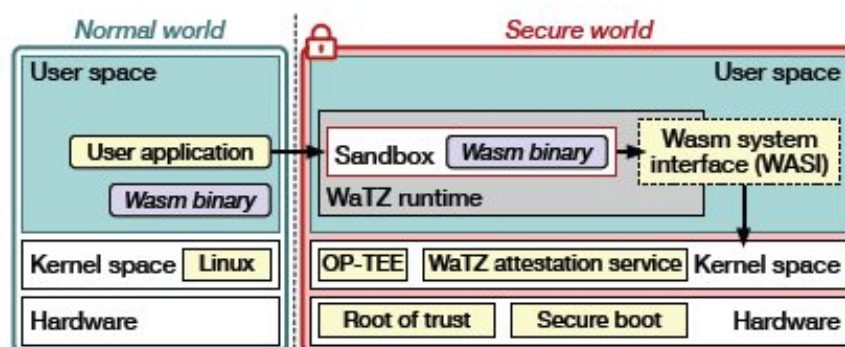 Normal world
Secure world
User space
User application
Wasm binary
Kernel space Linux
Hardware
User space
Sandbox Wasm binary
WaTZ runtime
Wasm system
interface (WASI)
OP-TEE WaTZ attestation service Kernel space
Root of trust Secure boot Hardware